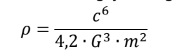 ρ = c⁶ / (4,2 · G³ · m²)